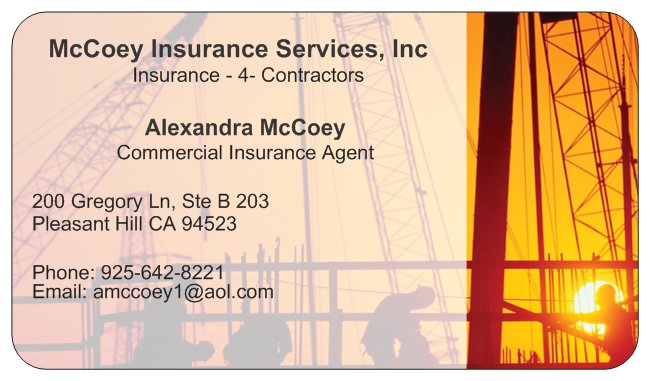 McCoey Insurance Services, Inc
Insurance - 4- Contractors
Alexandra McCoey
Commercial Insurance Agent
200 Gregory Ln, Ste B 203
Pleasant Hill CA 94523
Phone: 925-642-8221
Email: amccoey1@aol.com